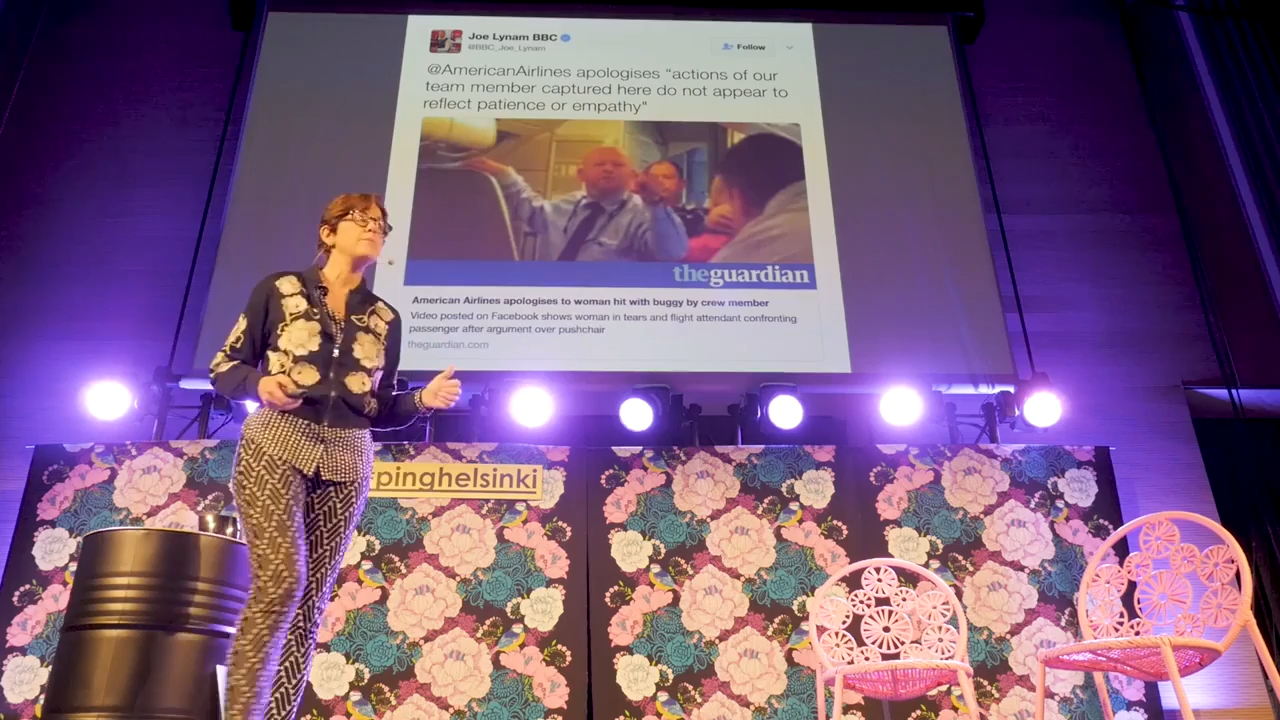 Joe Lynam BBC
@BBC_Joe_Lynam
Follow
@AmericanAirlines apologises "actions of our
team member captured here do not appear to
reflect patience or empathy"
theguardian
American Airlines apologises to woman hit with buggy by crew member
Video posted on Facebook shows woman in tears and flight attendant confronting
passenger after argument over pushchair
theguardian.com
pinghelsinki